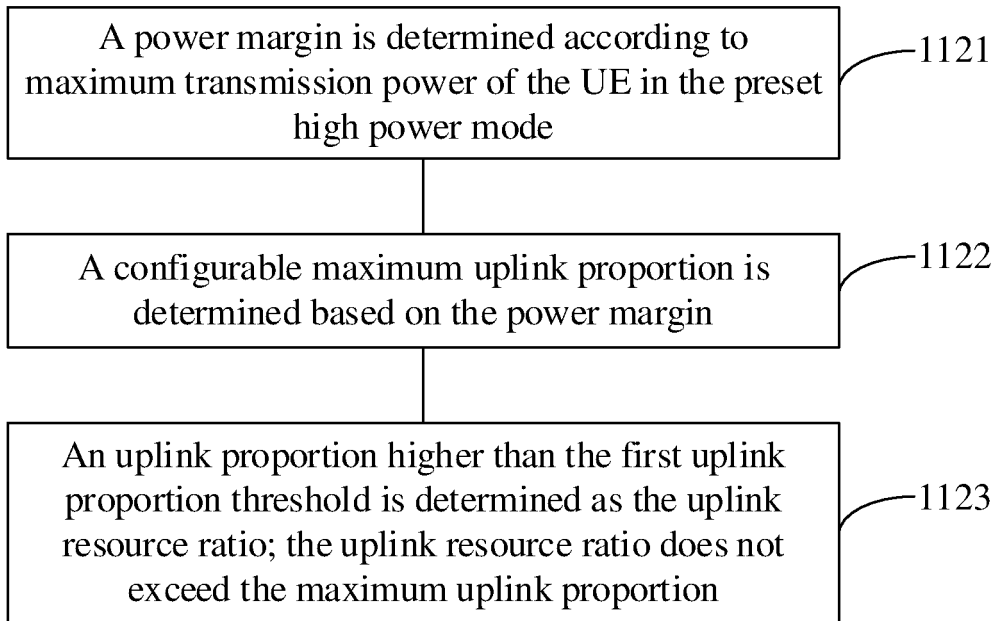 A power margin is determined according to
maximum transmission power of the UE in the preset
high power mode
1121
A configurable maximum uplink proportion is
determined based on the power margin
1122
An uplink proportion higher than the first uplink
proportion threshold is determined as the uplink
resource ratio; the uplink resource ratio does not
exceed the maximum uplink proportion
1123